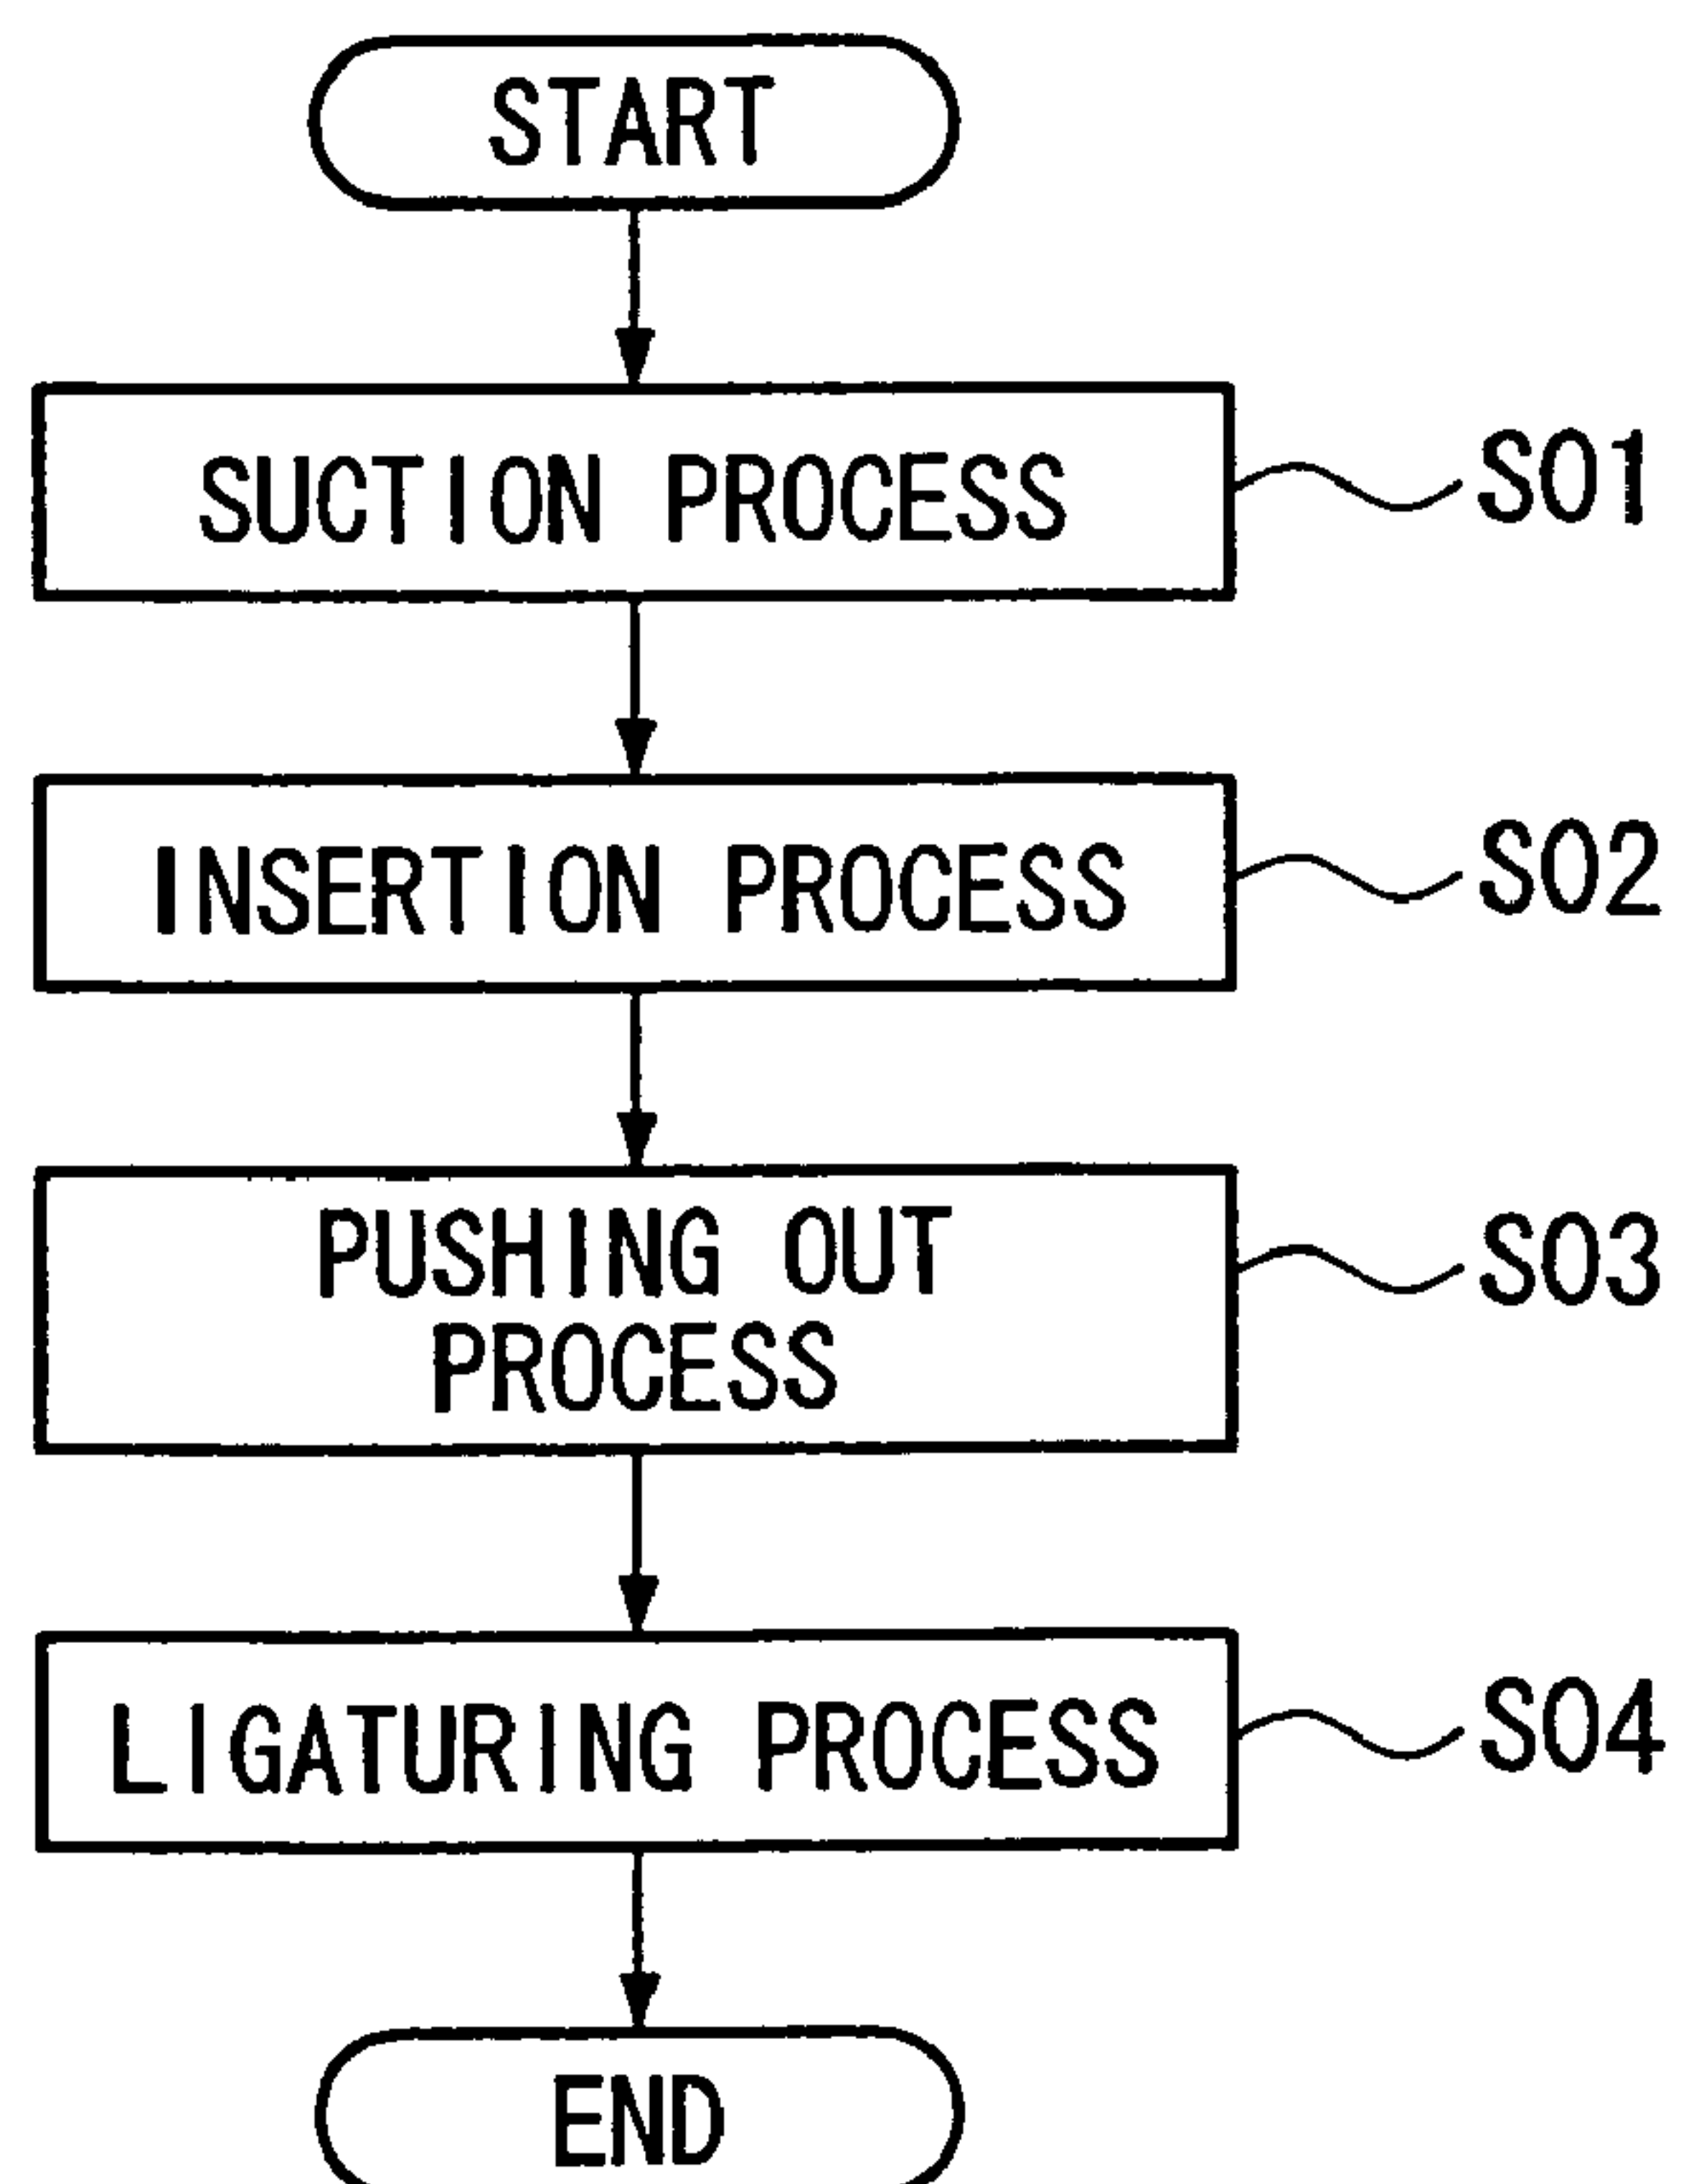 START
SUCTION PROCESS
S01
INSERTION PROCESS
S02
PUSHING OUT
PROCESS
S03
LIGATURING PROCESS
S04
END